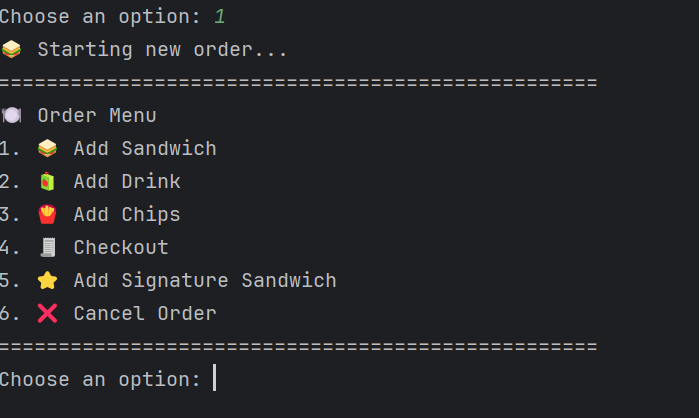 Choose an option: 1
🥪 Starting new order...
==================================================
🍽️ Order Menu
1. 🥪 Add Sandwich
2. 🧃 Add Drink
3. 🍟 Add Chips
4. 🧾 Checkout
5. ⭐ Add Signature Sandwich
6. ❌ Cancel Order
==================================================
Choose an option: